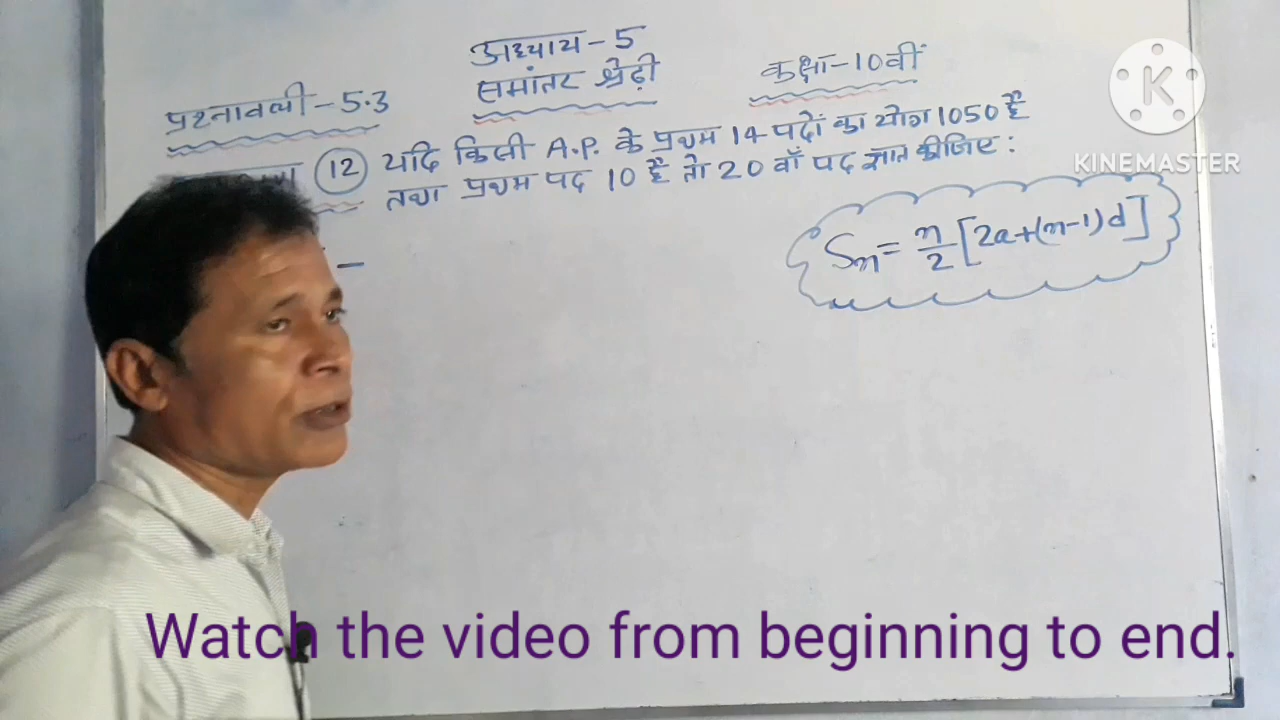 अध्याय-5
समांतर श्रेढ़ी
कक्षा-10वीं
प्रश्नावली-5.3
12 यदि किसी A.P. के प्रथम 14 पदों का योग 1050 है
तथा प्रथम पद 10 है तो 20 वाँ पद ज्ञात कीजिए:
Sn = n/2 [2a+(n-1)d]
K
KINEMASTER
Watch the video from beginning to end.